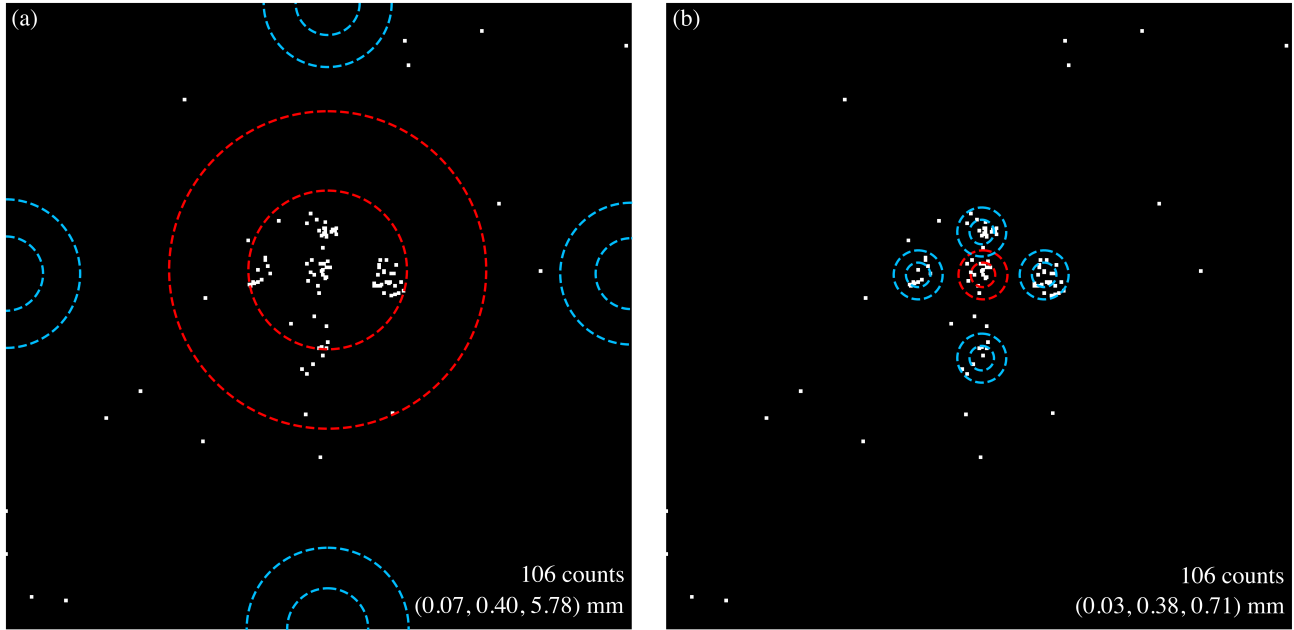 (a)
106 counts
(0.07, 0.40, 5.78) mm
(b)
106 counts
(0.03, 0.38, 0.71) mm